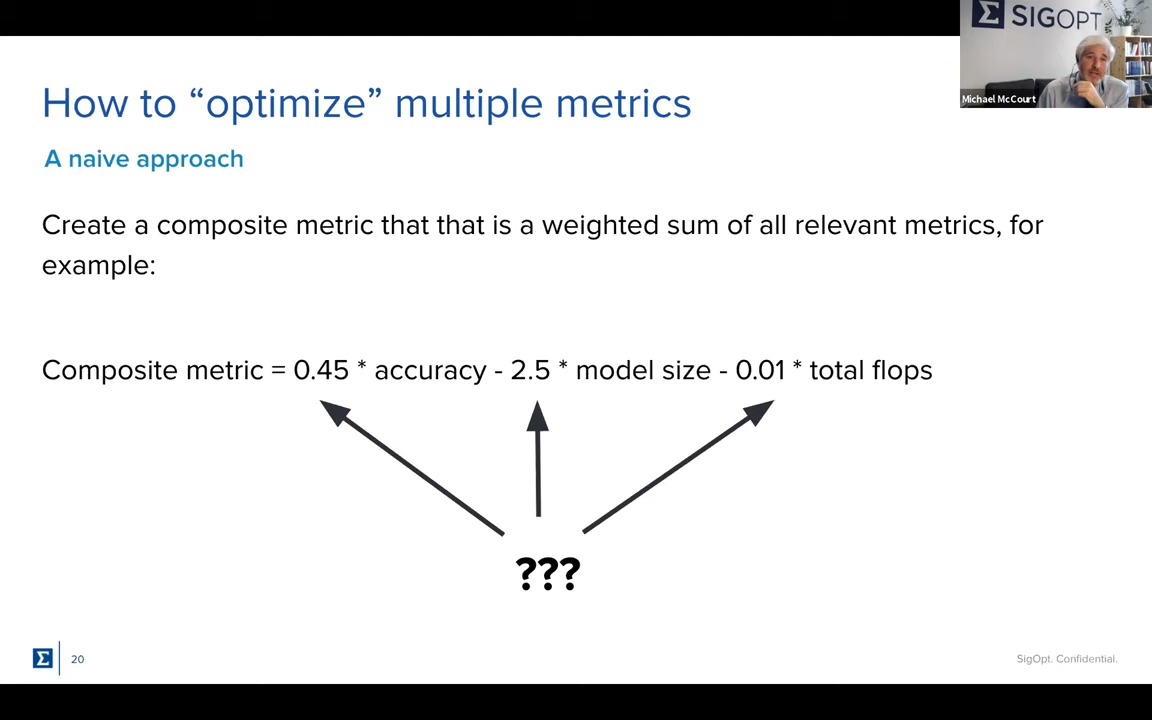 SIGOPT
Michael McCourt
How to “optimize” multiple metrics
A naive approach
Create a composite metric that that is a weighted sum of all relevant metrics, for
example:
Composite metric = 0.45 * accuracy - 2.5 * model size - 0.01 * total flops
???
20
SigOpt. Confidential.